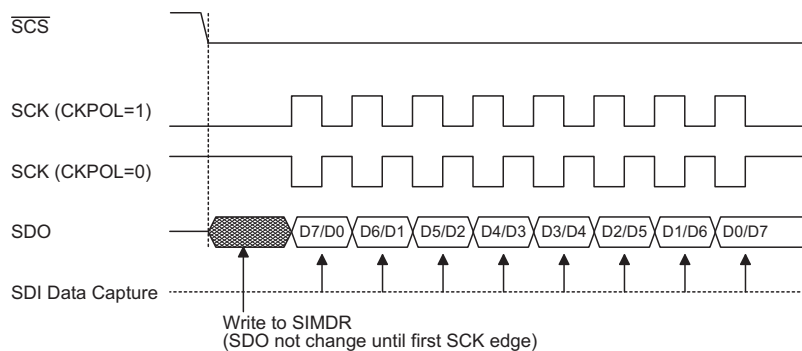 SCS
SCK (CKPOL=1)
SCK (CKPOL=0)
SDO
D7/D0 D6/D1 D5/D2 D4/D3 D3/D4 D2/D5 D1/D6 D0/D7
SDI Data Capture
Write to SIMDR
(SDO not change until first SCK edge)